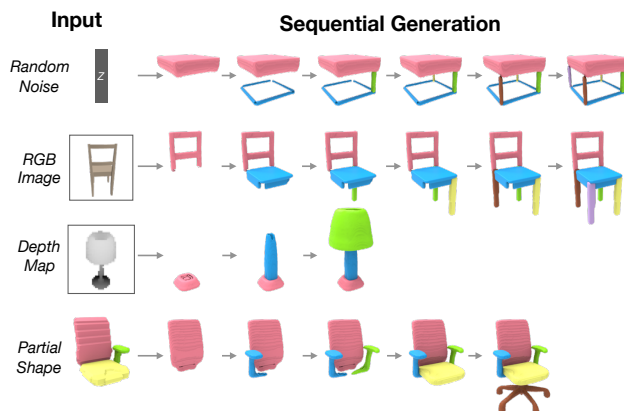 Input
Sequential Generation
Random
Noise
z
RGB
Image
Depth
Map
Partial
Shape